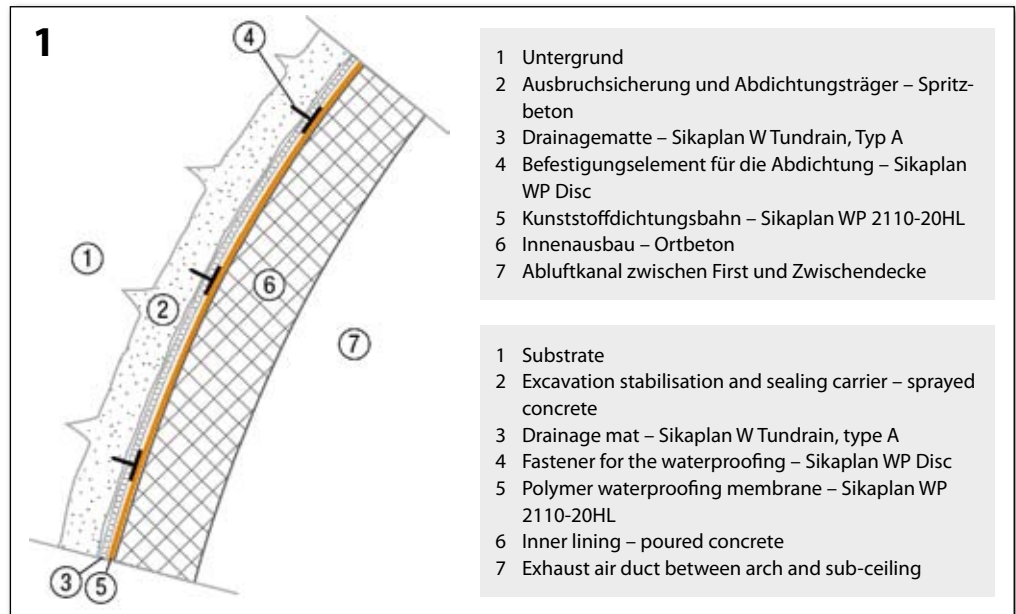 1
4
1
2
6
7
3
5
1 Untergrund
2 Ausbruchsicherung und Abdichtungsträger – Spritz-
beton
3 Drainagematte – Sikaplan W Tundrain, Typ A
4 Befestigungselement für die Abdichtung – Sikaplan
WP Disc
5 Kunststoffdichtungsbahn – Sikaplan WP 2110-20HL
6 Innenausbau – Ortbeton
7 Abluftkanal zwischen First und Zwischendecke
1 Substrate
2 Excavation stabilisation and sealing carrier – sprayed
concrete
3 Drainage mat – Sikaplan W Tundrain, type A
4 Fastener for the waterproofing – Sikaplan WP Disc
5 Polymer waterproofing membrane – Sikaplan WP
2110-20HL
6 Inner lining – poured concrete
7 Exhaust air duct between arch and sub-ceiling